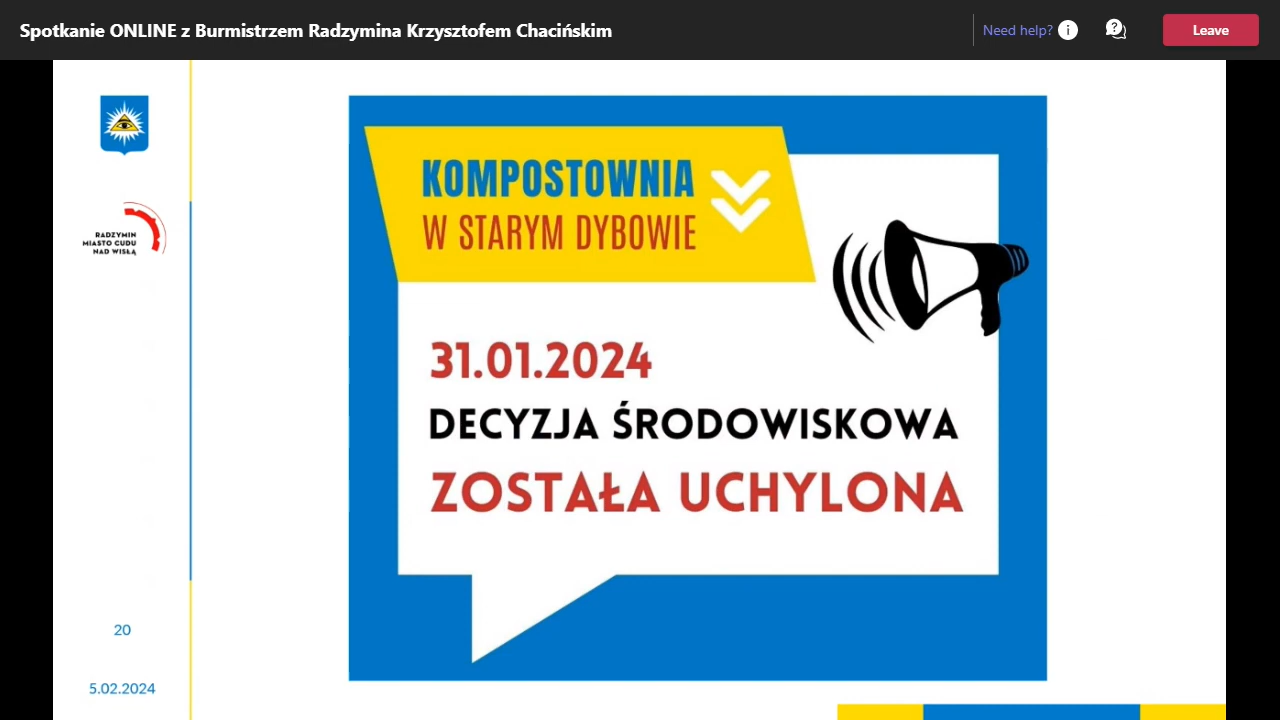 Spotkanie ONLINE z Burmistrzem Radzymina Krzysztofem Chacińskim
Need help?
Leave
RADZYMIN
MIASTO CUDU
NAD WISŁĄ
KOMPOSTOWNIA
W STARYM DYBOWIE
31.01.2024
DECYZJA ŚRODOWISKOWA
ZOSTAŁA UCHYLONA
20
5.02.2024